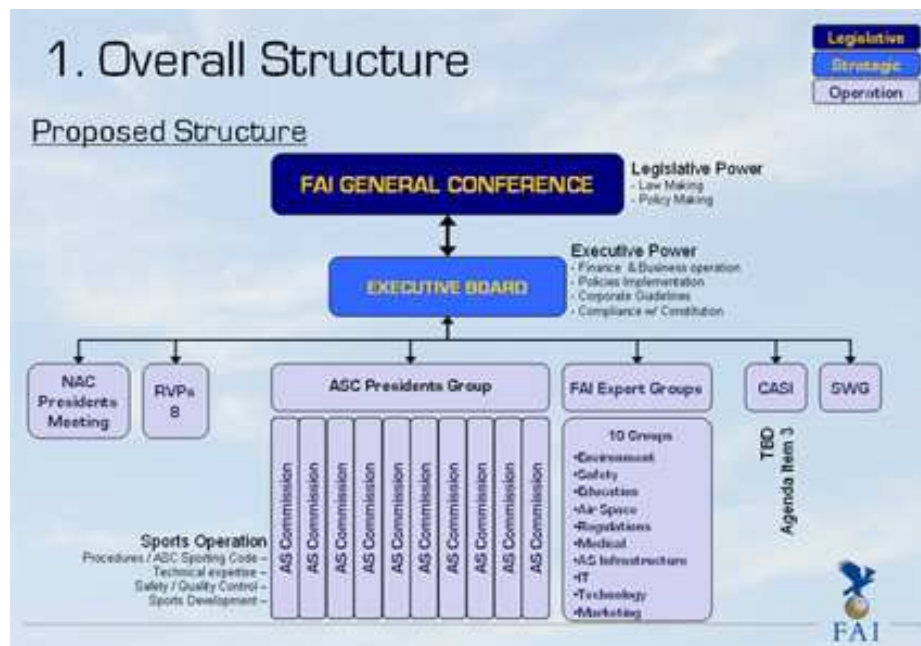 1. Overall Structure
Legislative
Strategic
Operation
Proposed Structure
FAI GENERAL CONFERENCE
Legislative Power
- Law Making
- Policy Making
EXECUTIVE BOARD
Executive Power
- Finance & Business operation
- Policies Implementation
- Corporate Guidelines
- Compliance w/ Constitution
NAC
Presidents
Meeting
RVPs
8
ASC Presidents Group
FAI Expert Groups
CASI
SWG
AS Commission
AS Commission
AS Commission
AS Commission
AS Commission
AS Commission
AS Commission
AS Commission
AS Commission
AS Commission
10 Groups
•Environment
•Safety
•Education
•Air Space
•Regulations
•Medical
•AS Infrastructure
•IT
•Technology
•Marketing
TBD
Agenda Item 3
Sports Operation
Procedures / ASC Sporting Code –
Technical expertise –
Safety / Quality Control –
Sports Development –
FAI